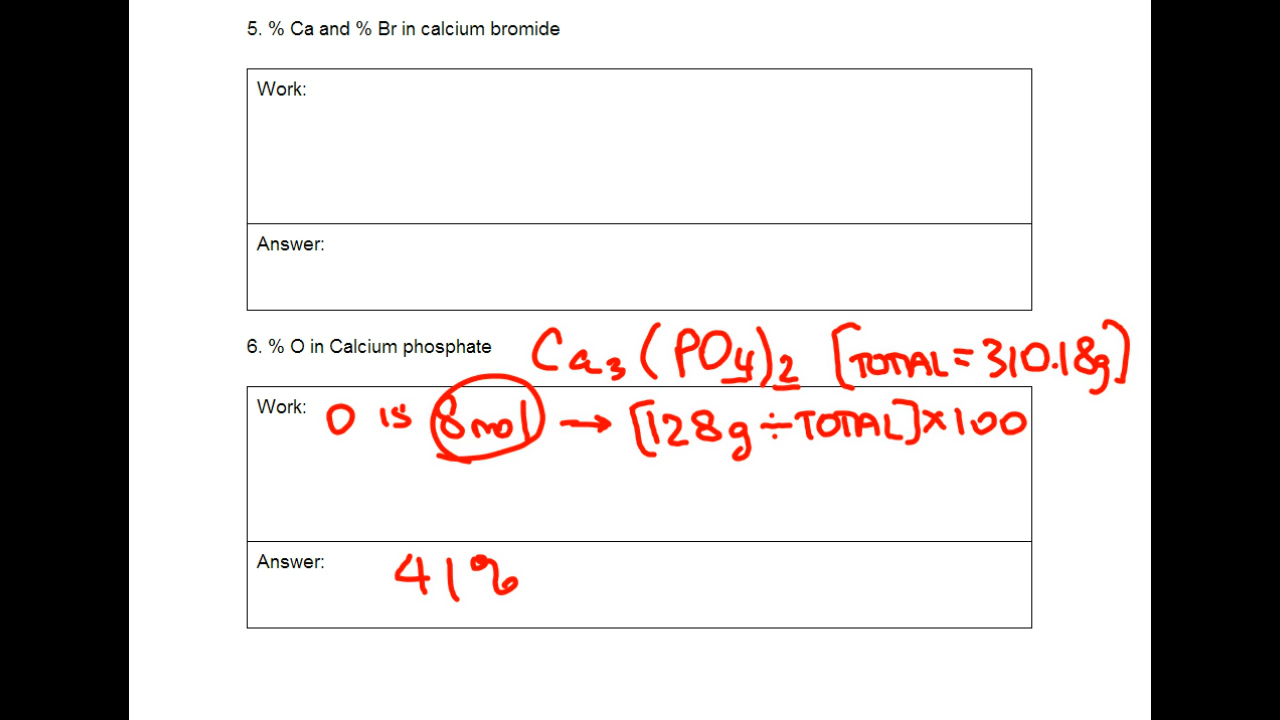 5. % Ca and % Br in calcium bromide
Work:
Answer:
6. % O in Calcium phosphate Ca₃(PO₄)₂ [TOTAL = 310.18g]
Work: O is 8mol → [128g ÷ TOTAL] × 100
Answer: 41%